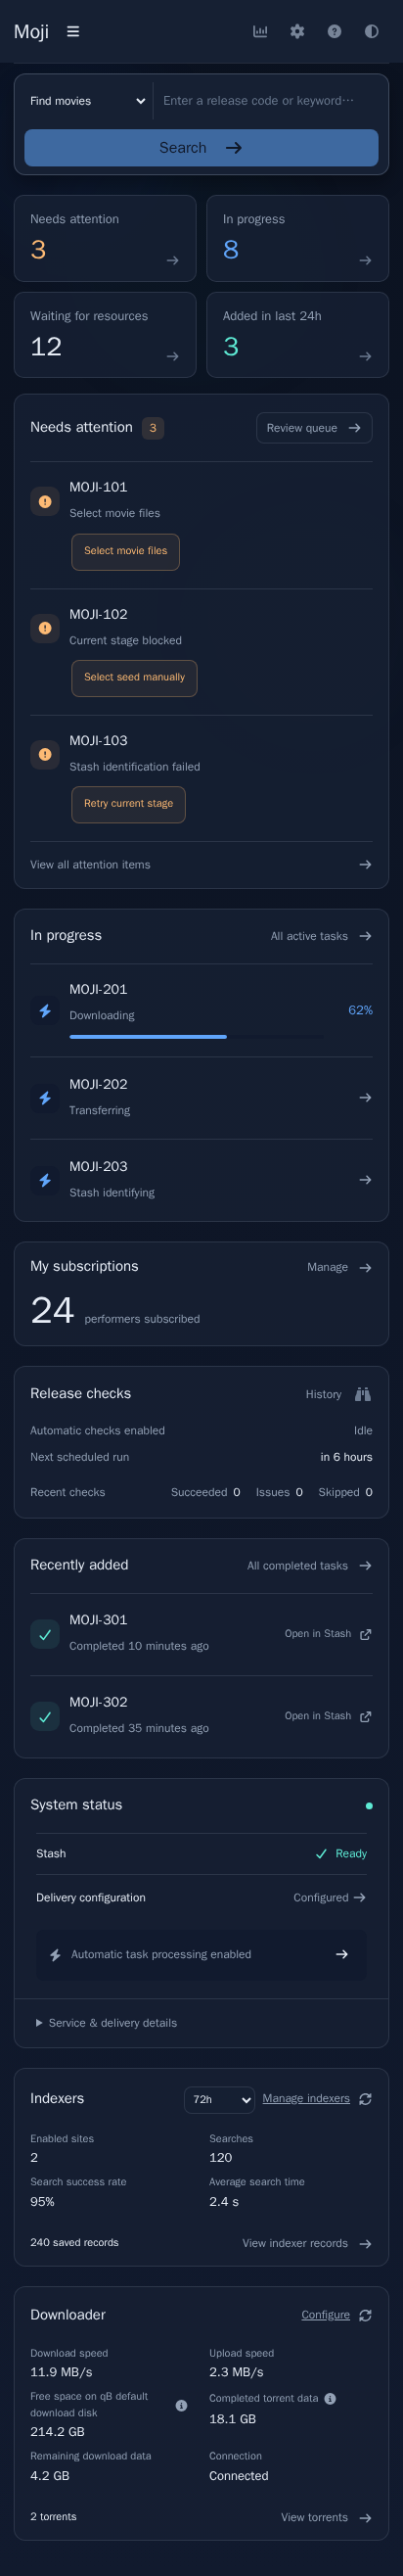 Moji
Find movies
Enter a release code or keyword···
Search
Needs attention
3
In progress
8
Waiting for resources
12
Added in last 24h
3
Needs attention 3
Review queue
MOJI-101
Select movie files
Select movie files
MOJI-102
Current stage blocked
Select seed manually
MOJI-103
Stash identification failed
Retry current stage
View all attention items
In progress
All active tasks
MOJI-201
Downloading
62%
MOJI-202
Transferring
MOJI-203
Stash identifying
My subscriptions
Manage
24 performers subscribed
Release checks
History
Automatic checks enabled
Idle
Next scheduled run
in 6 hours
Recent checks
Succeeded 0 Issues 0 Skipped 0
Recently added
All completed tasks
MOJI-301
Completed 10 minutes ago
Open in Stash
MOJI-302
Completed 35 minutes ago
Open in Stash
System status
Stash
Ready
Delivery configuration
Configured
Automatic task processing enabled
Service & delivery details
Indexers
72h
Manage indexers
Enabled sites
2
Searches
120
Search success rate
95%
Average search time
2.4 s
240 saved records
View indexer records
Downloader
Configure
Download speed
11.9 MB/s
Upload speed
2.3 MB/s
Free space on qB default
download disk
214.2 GB
Completed torrent data
18.1 GB
Remaining download data
4.2 GB
Connection
Connected
2 torrents
View torrents